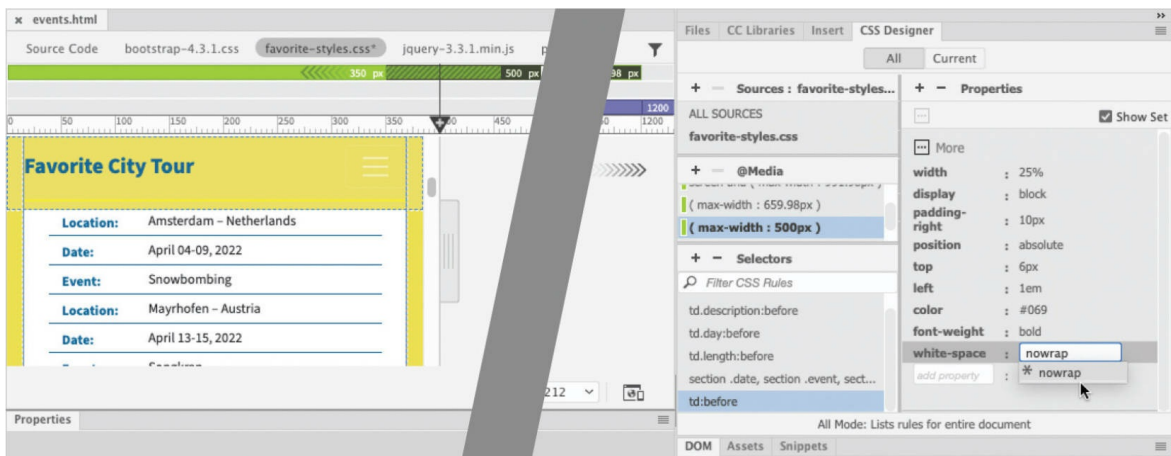 × events.html
Source Code bootstrap-4.3.1.css favorite-styles.css* jquery-3.3.1.min.js
350 px 500 px 98 px
1200
0 50 100 150 200 250 300 350 400 450 1200
Favorite City Tour
Location: Amsterdam – Netherlands
Date: April 04-09, 2022
Event: Snowbombing
Location: Mayrhofen – Austria
Date: April 13-15, 2022
212
Properties
Files CC Libraries Insert CSS Designer
All Current
+ − Sources : favorite-styles...
ALL SOURCES
favorite-styles.css
+ − @Media
( max-width : 659.98px )
( max-width : 500px )
+ − Selectors
Filter CSS Rules
td.description:before
td.day:before
td.length:before
section .date, section .event, sect...
td:before
+ − Properties
Show Set
More
width : 25%
display : block
padding-right : 10px
position : absolute
top : 6px
left : 1em
color : #069
font-weight : bold
white-space : nowrap
add property : * nowrap
All Mode: Lists rules for entire document
DOM Assets Snippets